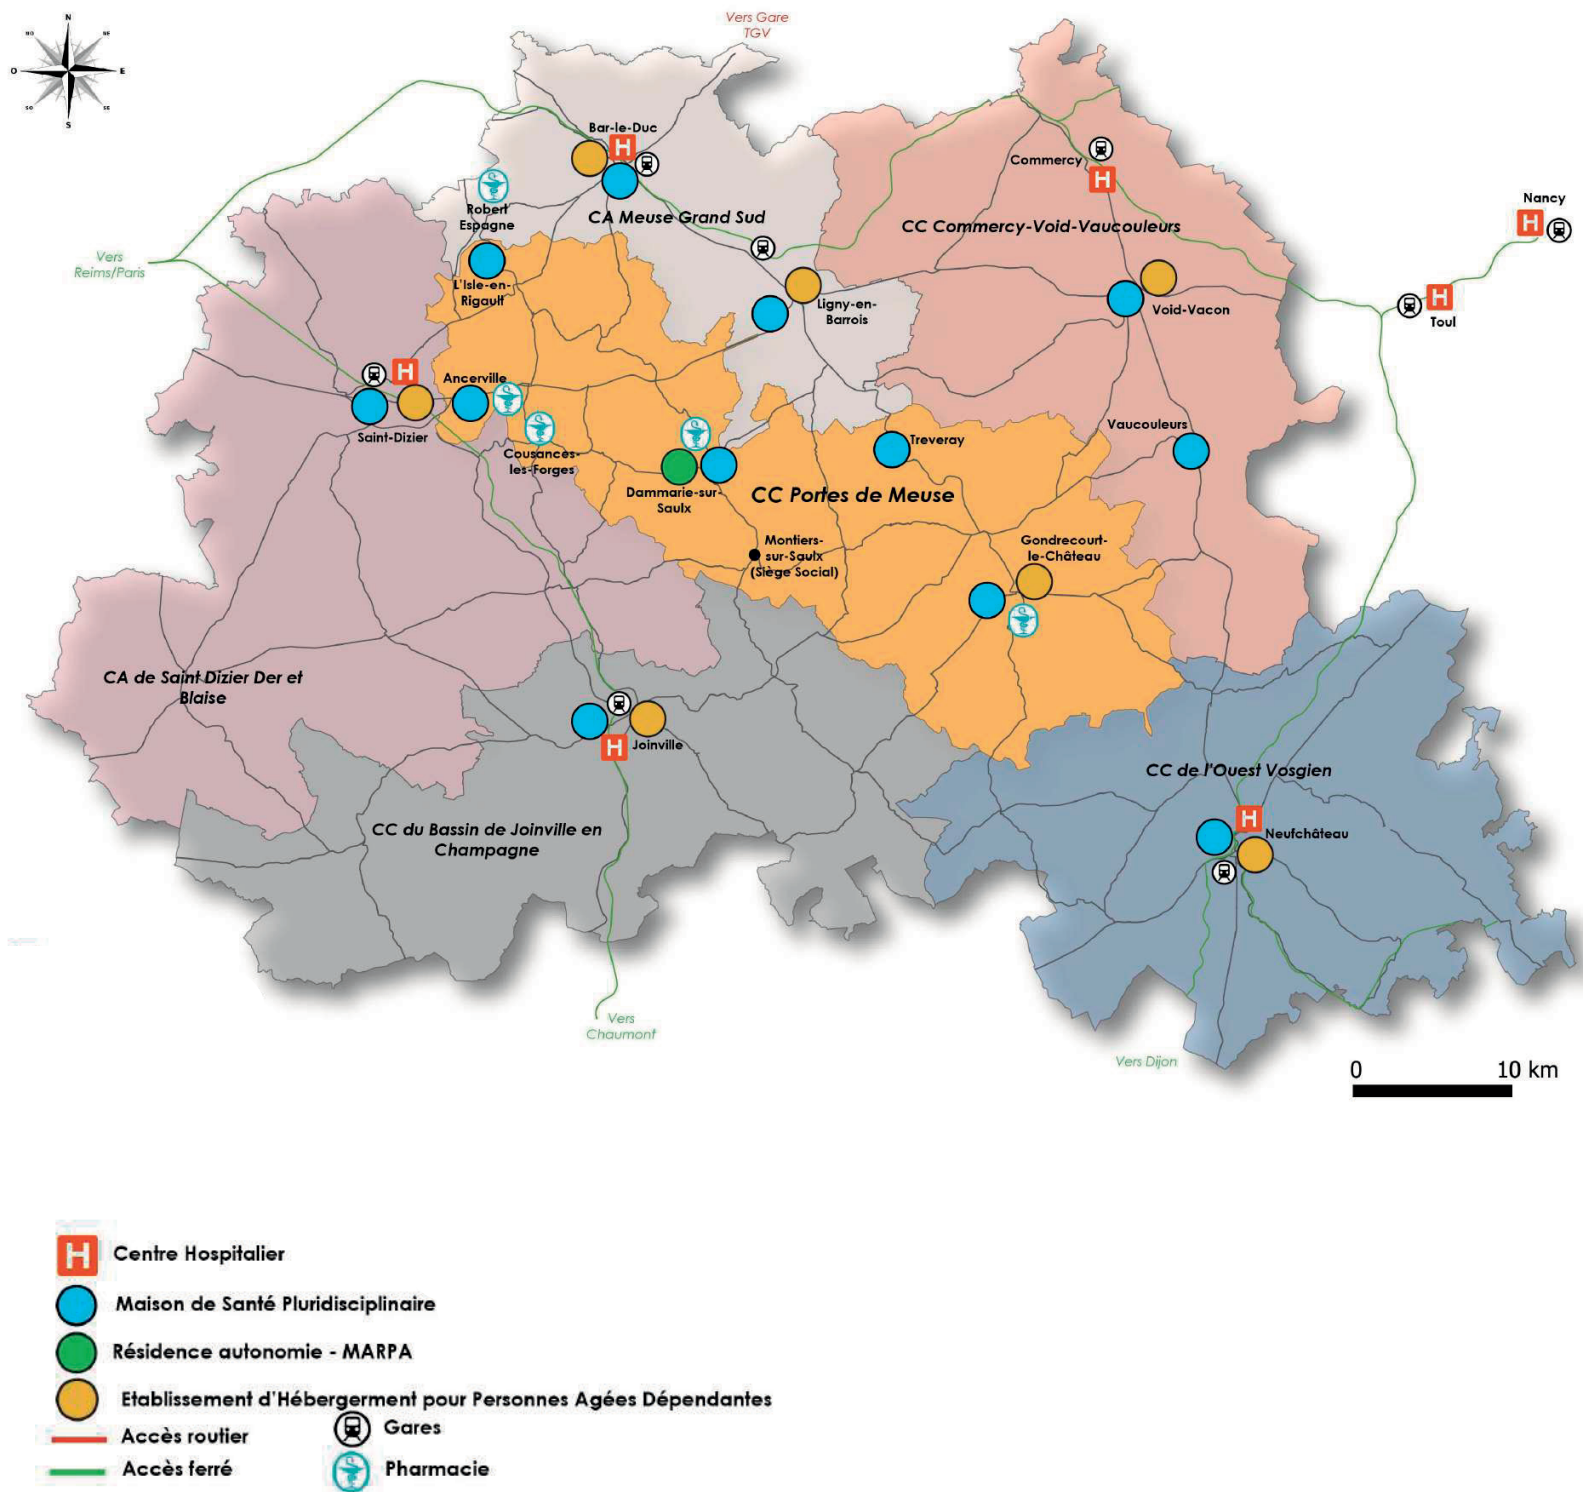 N
NO
NE
O
E
SO
SE
S
Vers Gare
TGV
Bar-le-Duc
H
Commercy
H
Nancy
H
Robert
Espagne
CA Meuse Grand Sud
CC Commercy-Void-Vaucouleurs
Vers
Reims/Paris
L'Isle-en-
Rigault
Ligny-en-
Barrois
Void-Vacon
H
Toul
H
Ancerville
Saint-Dizier
Cousances-
les-Forges
Treveray
Vaucouleurs
Dammarie-sur-
Saulx
CC Portes de Meuse
Montiers-
sur-Saulx
(Siège Social)
Gondrecourt-
le-Château
CA de Saint Dizier Der et
Blaise
H
Joinville
CC de l'Ouest Vosgien
H
Neufchâteau
CC du Bassin de Joinville en
Champagne
Vers
Chaumont
Vers Dijon
0 10 km
H Centre Hospitalier
Maison de Santé Pluridisciplinaire
Résidence autonomie - MARPA
Etablissement d'Hébergerment pour Personnes Agées Dépendantes
Accès routier
Gares
Accès ferré
Pharmacie